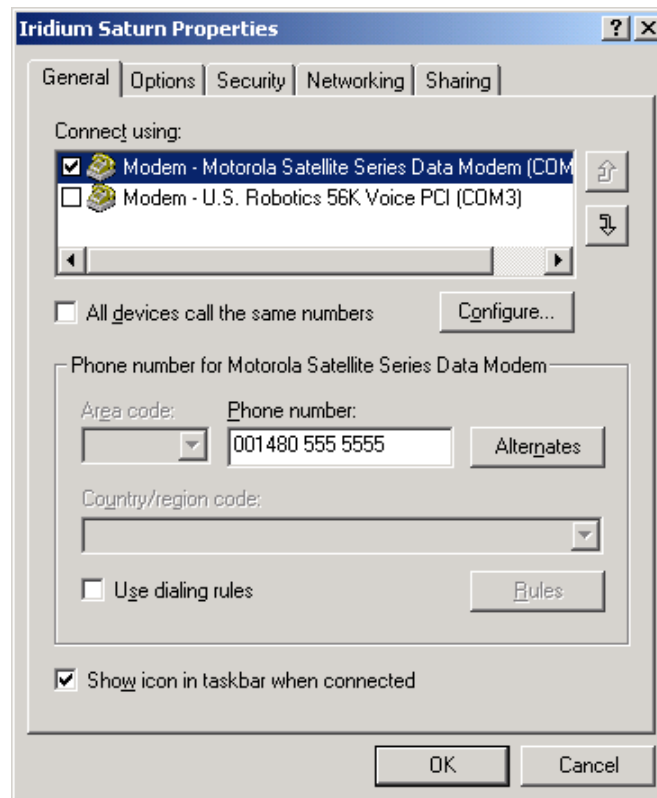 Iridium Saturn Properties
General Options Security Networking Sharing
Connect using:
Modem - Motorola Satellite Series Data Modem (COM
Modem - U.S. Robotics 56K Voice PCI (COM3)
All devices call the same numbers Configure...
Phone number for Motorola Satellite Series Data Modem
Area code: Phone number:
001480 555 5555 Alternates
Country/region code:
Use dialing rules Rules
Show icon in taskbar when connected
OK Cancel